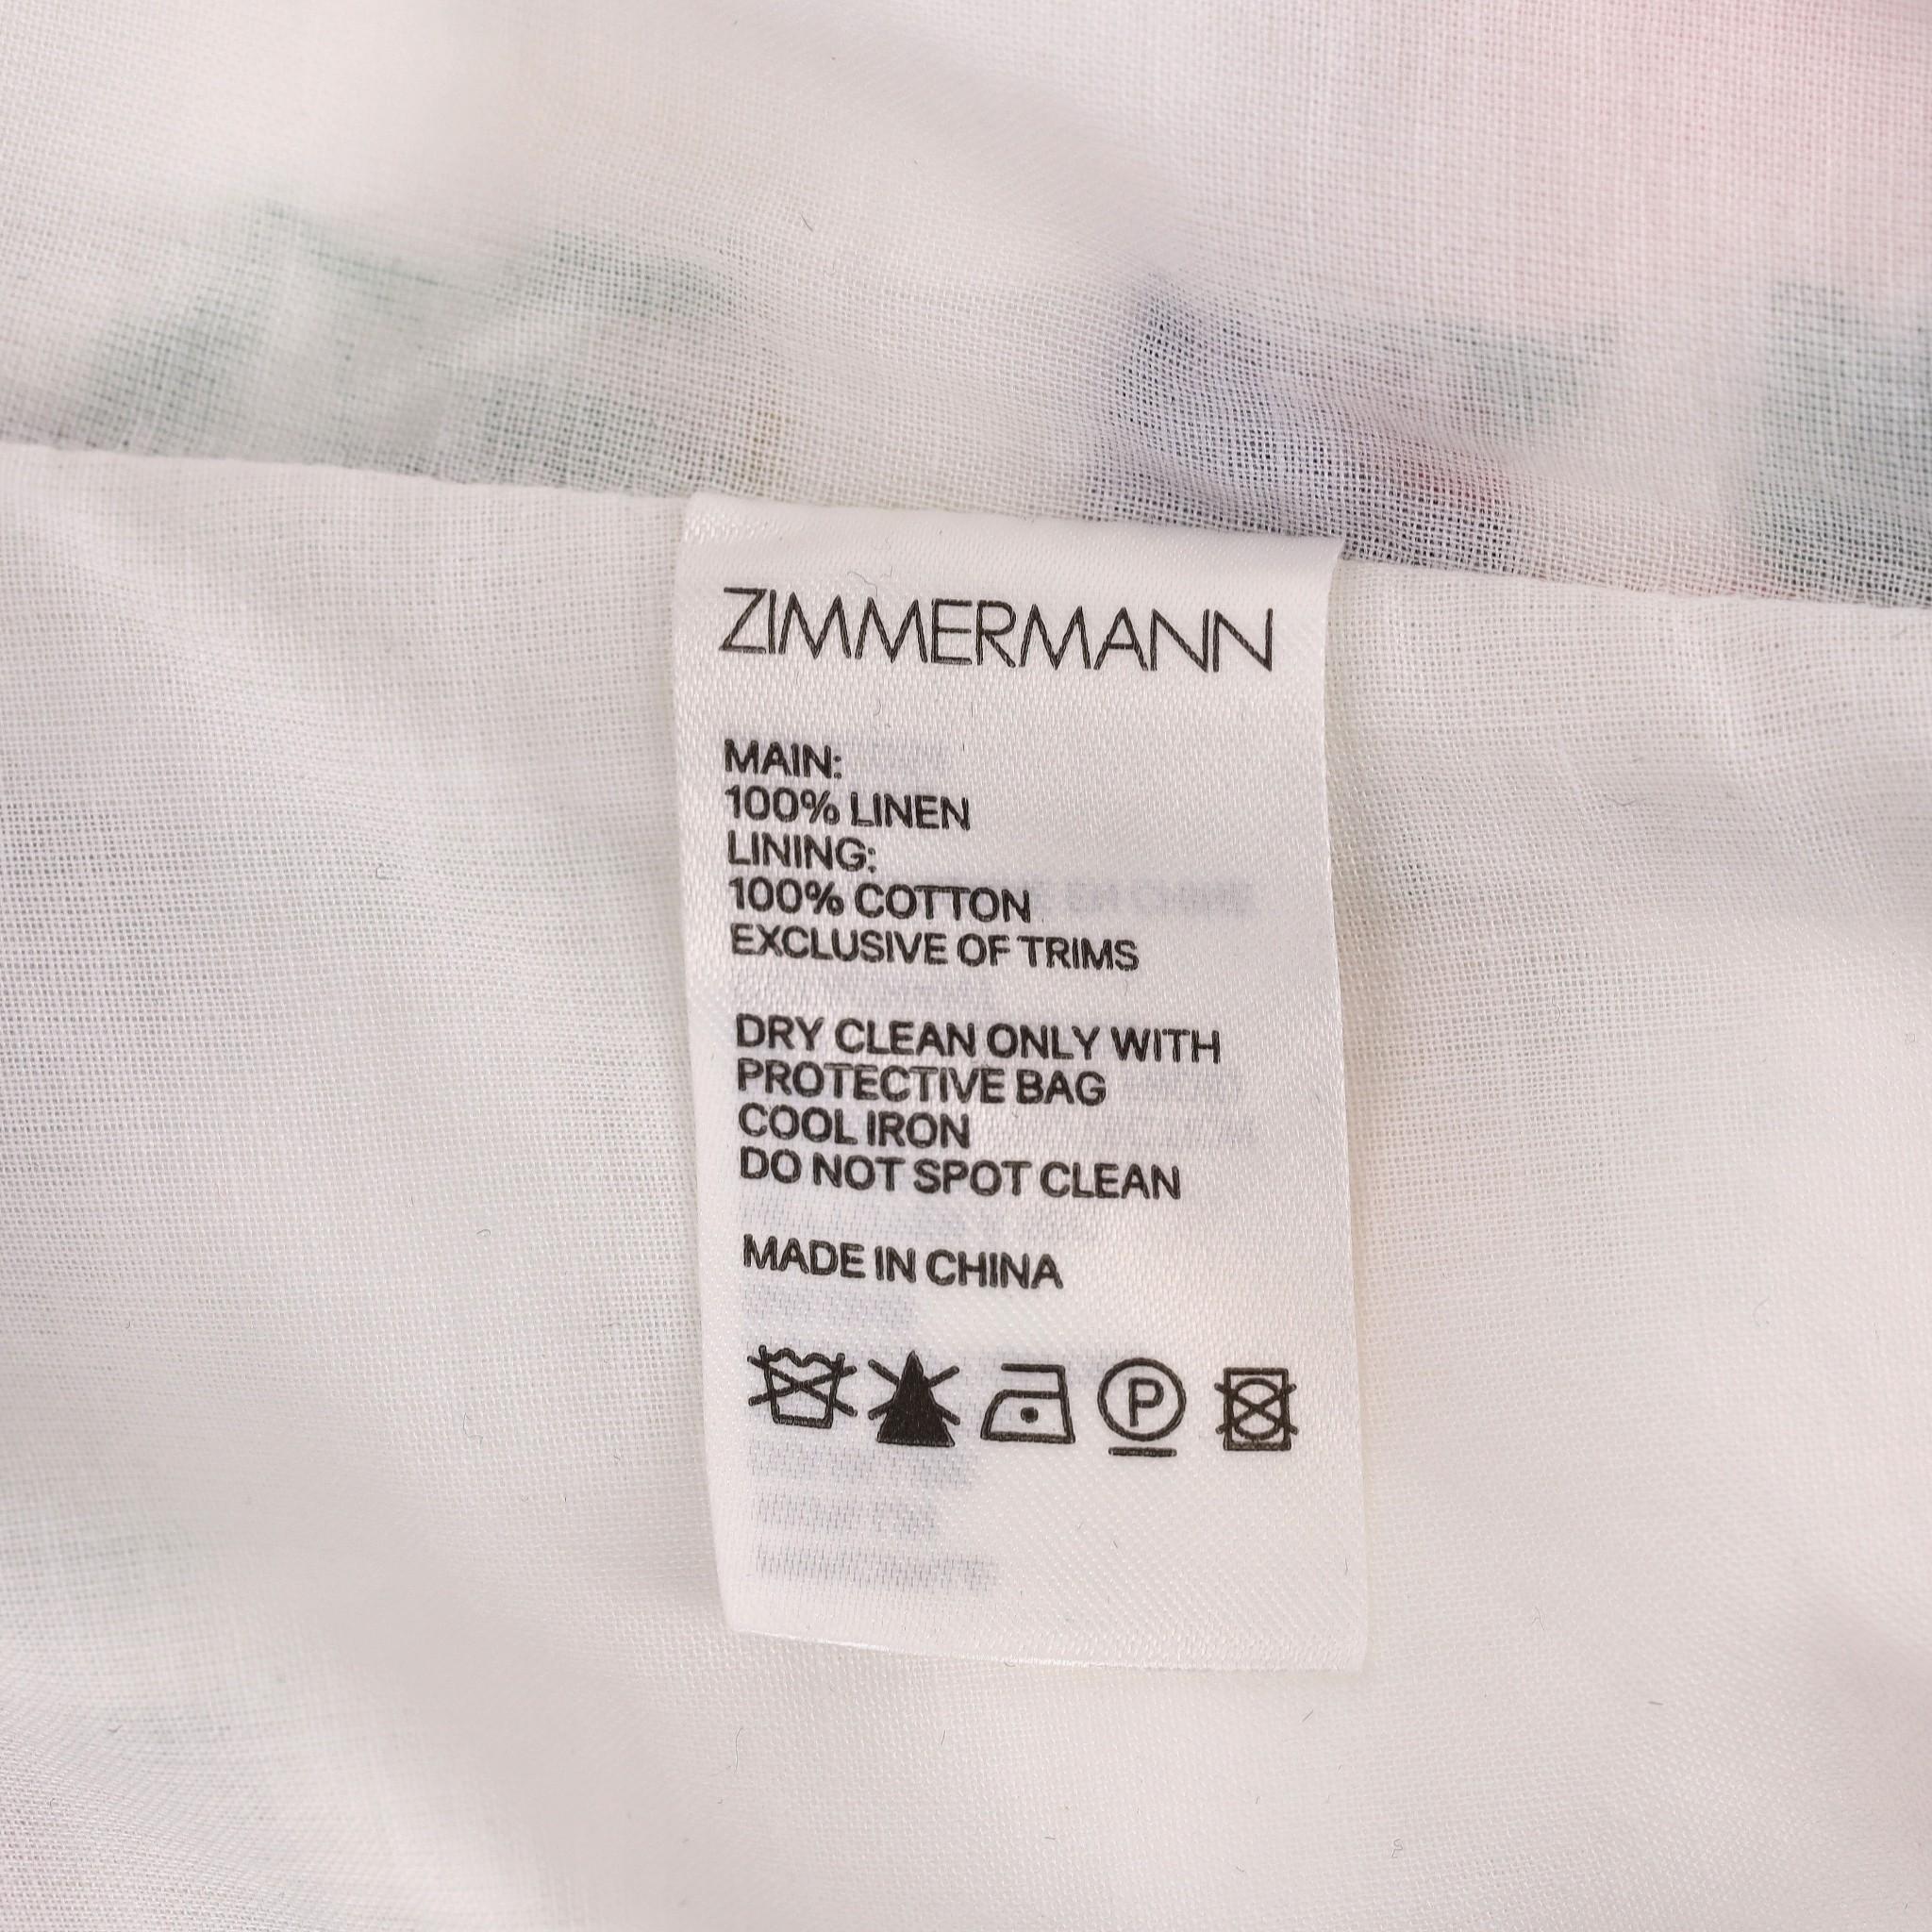 ZIMMERMANN
MAIN:
100% LINEN
LINING:
100% COTTON
EXCLUSIVE OF TRIMS
DRY CLEAN ONLY WITH
PROTECTIVE BAG
COOL IRON
DO NOT SPOT CLEAN
MADE IN CHINA
P